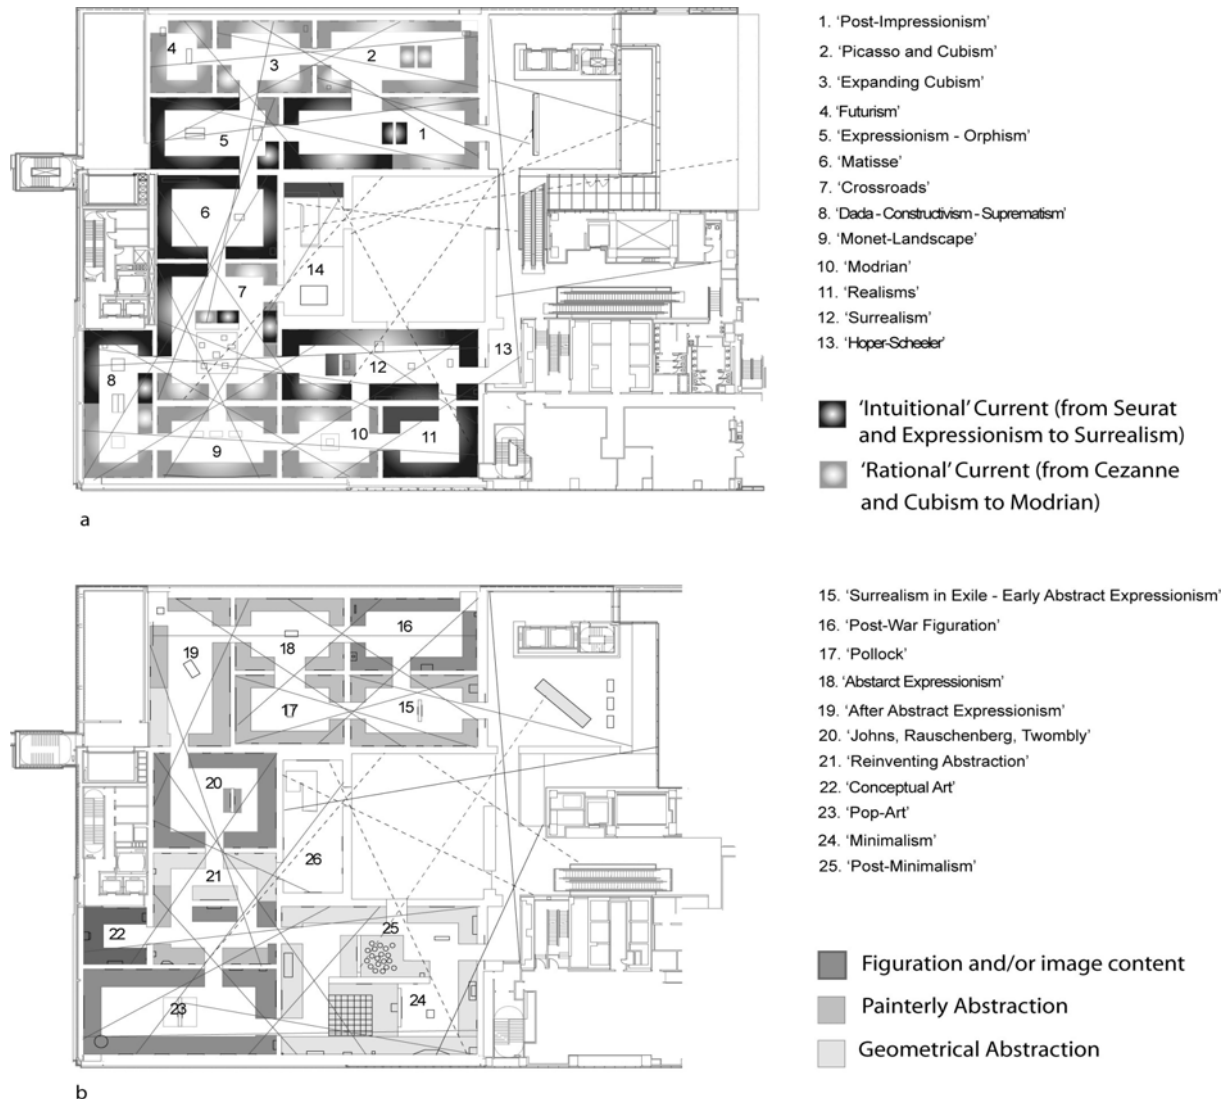 1. ‘Post-Impressionism’
2. ‘Picasso and Cubism’
3. ‘Expanding Cubism’
4. ‘Futurism’
5. ‘Expressionism - Orphism’
6. ‘Matisse’
7. ‘Crossroads’
8. ‘Dada - Constructivism - Suprematism’
9. ‘Monet-Landscape’
10. ‘Modrian’
11. ‘Realisms’
12. ‘Surrealism’
13. ‘Hoper-Scheeler’
‘Intuitional’ Current (from Seurat
and Expressionism to Surrealism)
‘Rational’ Current (from Cezanne
and Cubism to Modrian)
4
3
2
5
1
6
14
7
13
8
12
9
10
11
a
15. ‘Surrealism in Exile - Early Abstract Expressionism’
16. ‘Post-War Figuration’
17. ‘Pollock’
18. ‘Abstarct Expressionism’
19. ‘After Abstract Expressionism’
20. ‘Johns, Rauschenberg, Twombly’
21. ‘Reinventing Abstraction’
22. ‘Conceptual Art’
23. ‘Pop-Art’
24. ‘Minimalism’
25. ‘Post-Minimalism’
Figuration and/or image content
Painterly Abstraction
Geometrical Abstraction
19
18
16
17
15
20
26
21
22
25
23
24
b